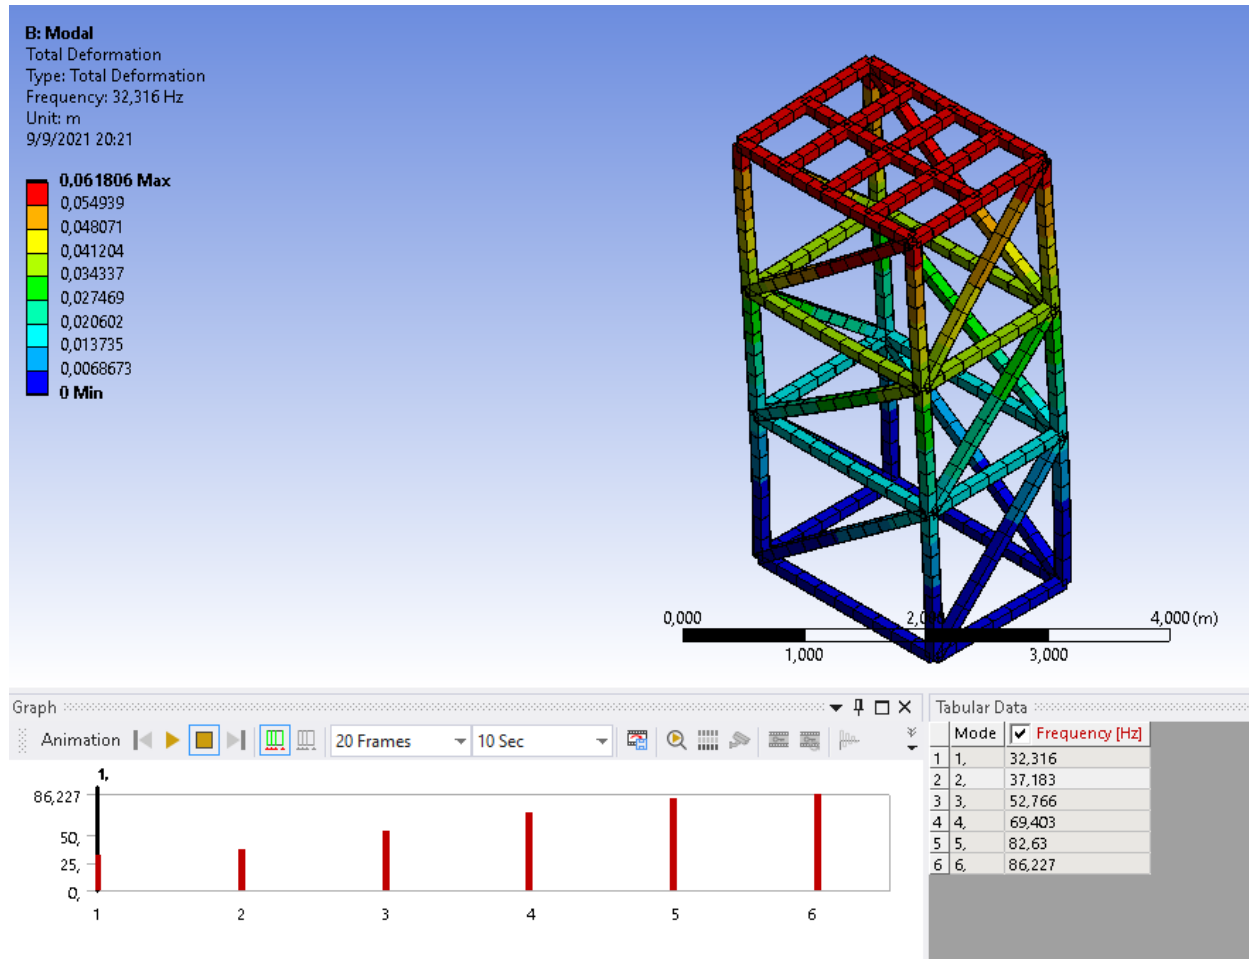 B: Modal
Total Deformation
Type: Total Deformation
Frequency: 32,316 Hz
Unit: m
9/9/2021 20:21
0,061806 Max
0,054939
0,048071
0,041204
0,034337
0,027469
0,020602
0,013735
0,0068673
0 Min
0,000 2,000 4,000 (m)
1,000 3,000
Graph
Animation 20 Frames 10 Sec
1,
86,227
50,
25,
0,
1 2 3 4 5 6
Tabular Data
Mode Frequency [Hz]
1 1, 32,316
2 2, 37,183
3 3, 52,766
4 4, 69,403
5 5, 82,63
6 6, 86,227